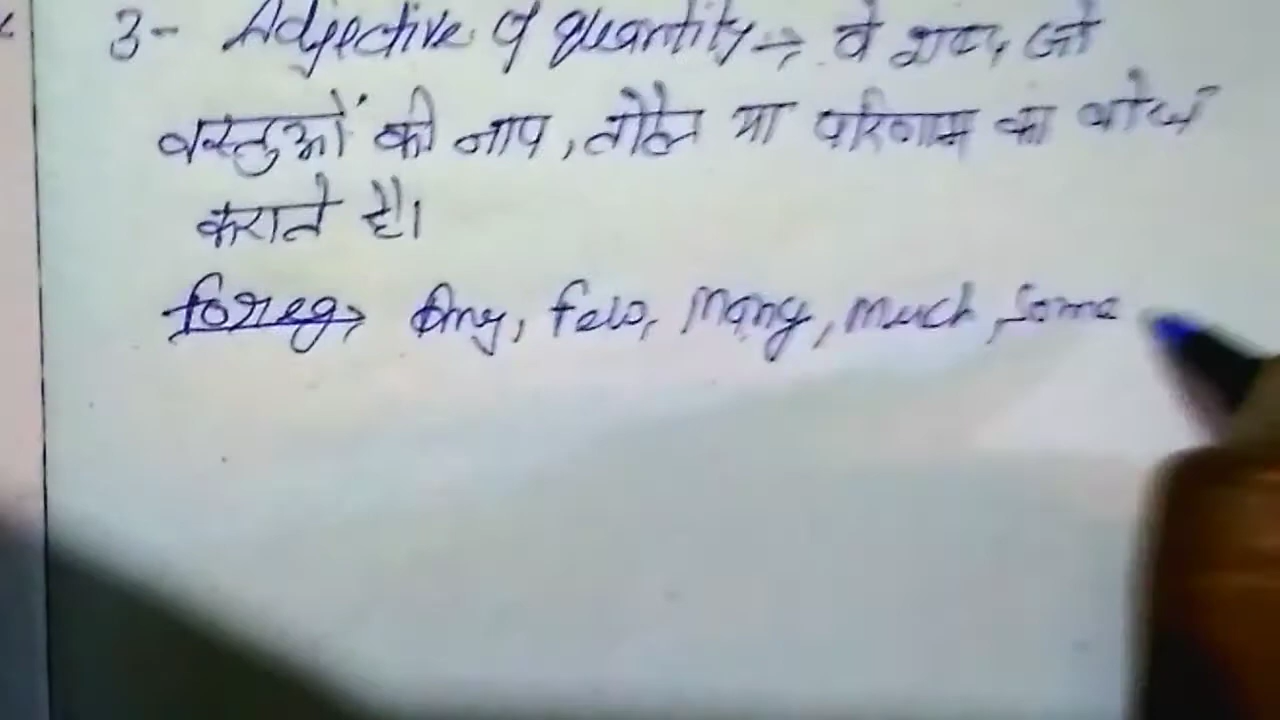 3- Adjective of quantity → वे शब्द, जो
वस्तुओं की नाप, तौल या परिणाम का बोध
कराते है।
for eg→ Any, few, Many, Much, Some